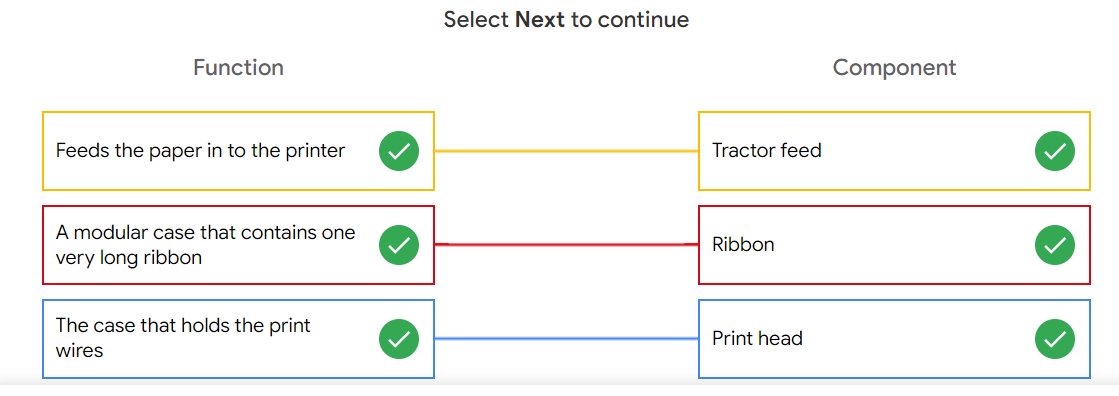 Select Next to continue
Function
Component
Feeds the paper in to the printer
Tractor feed
A modular case that contains one
very long ribbon
Ribbon
The case that holds the print
wires
Print head